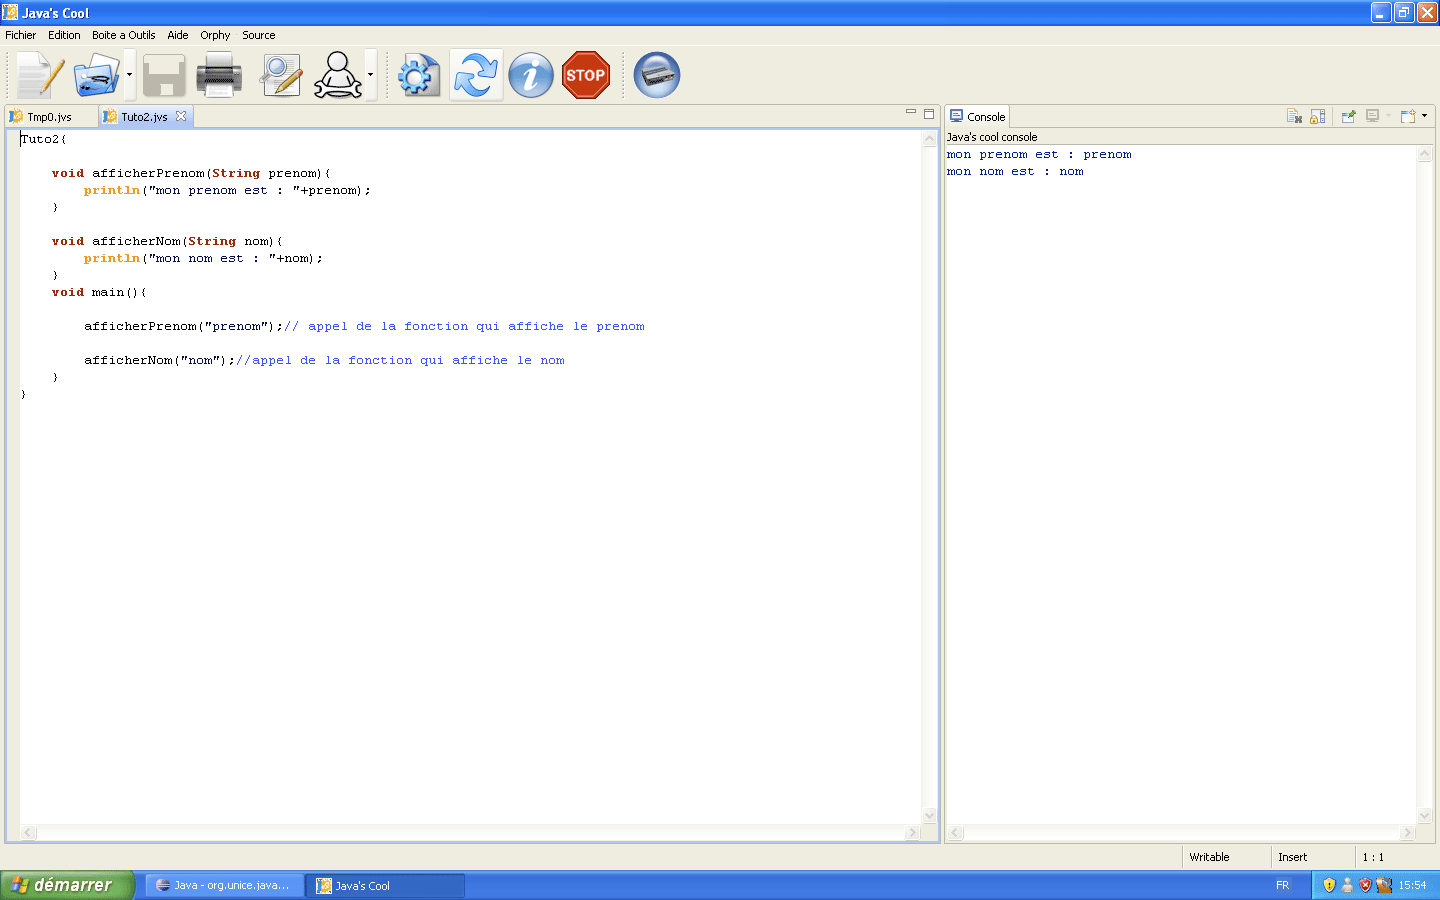 Java's Cool
Fichier Edition Boite a Outils Aide Orphy Source
STOP
Tmp0.jvs Tuto2.jvs
Tuto2{
void afficherPrenom(String prenom){
println("mon prenom est : "+prenom);
}
void afficherNom(String nom){
println("mon nom est : "+nom);
}
void main(){
afficherPrenom("prenom");// appel de la fonction qui affiche le prenom
afficherNom("nom");//appel de la fonction qui affiche le nom
}
}
Console
Java's cool console
mon prenom est : prenom
mon nom est : nom
Writable Insert 1 : 1
démarrer Java - org.unice.java... Java's Cool FR 15:54